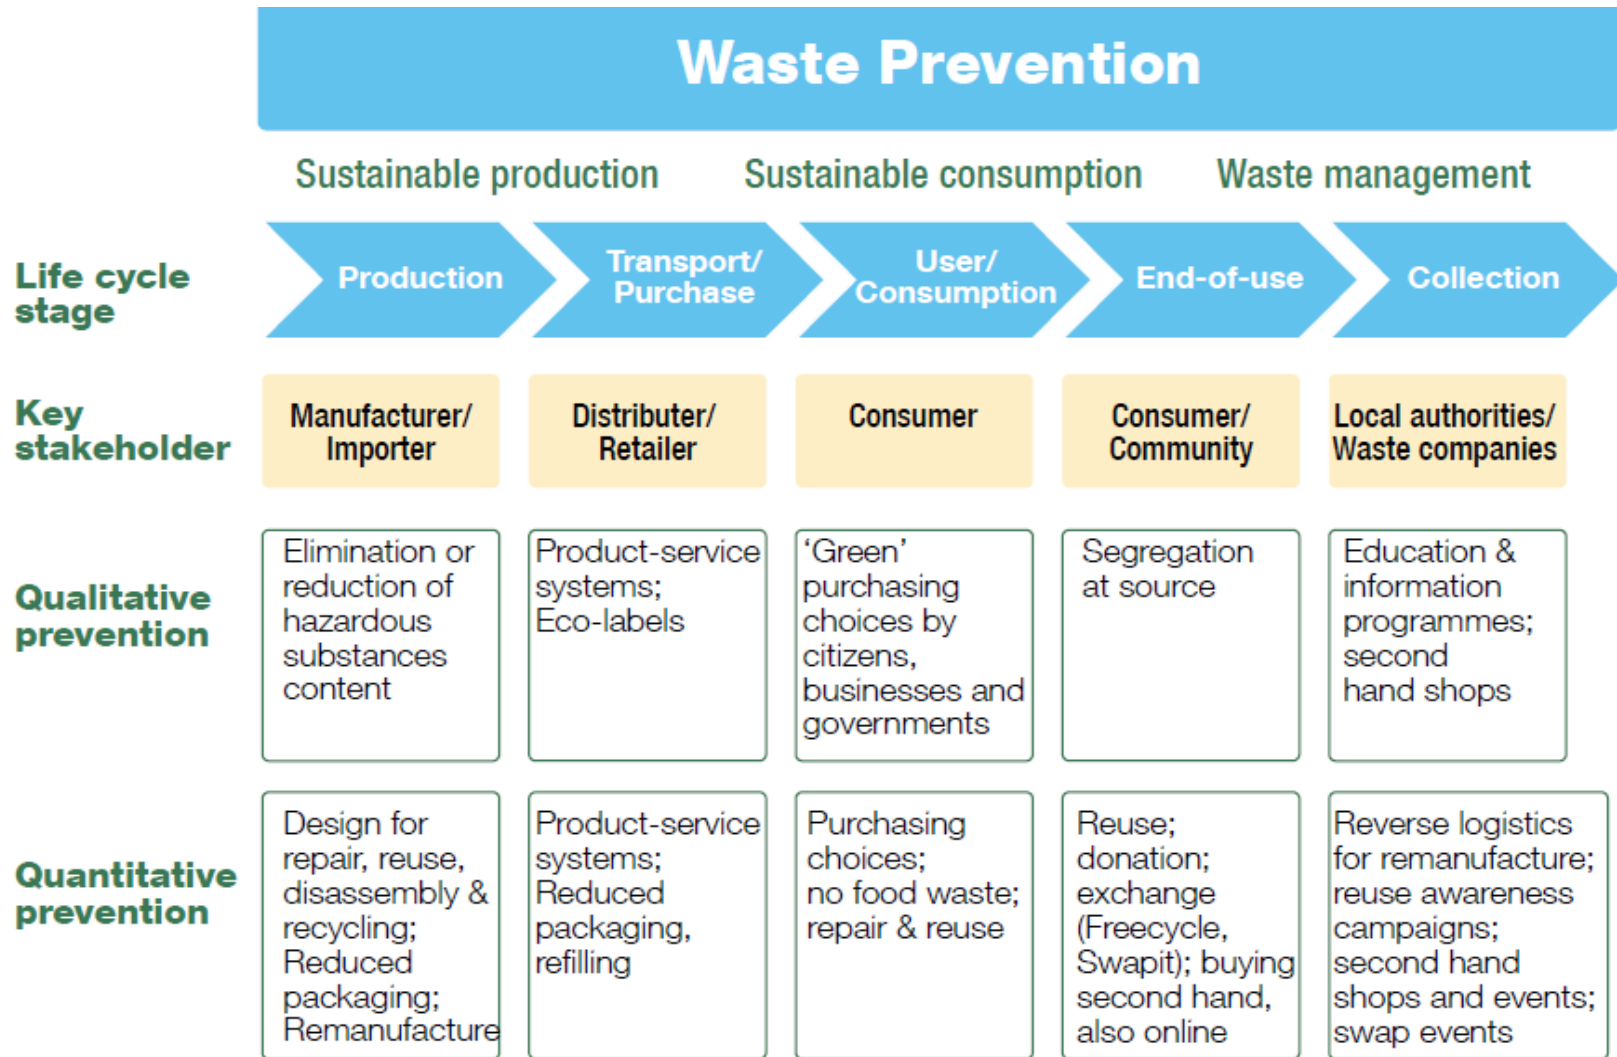 Waste Prevention
Sustainable production
Sustainable consumption
Waste management
Life cycle
stage
Production
Transport/
Purchase
User/
Consumption
End-of-use
Collection
Key
stakeholder
Manufacturer/
Importer
Distributer/
Retailer
Consumer
Consumer/
Community
Local authorities/
Waste companies
Qualitative
prevention
Elimination or
reduction of
hazardous
substances
content
Product-service
systems;
Eco-labels
‘Green’
purchasing
choices by
citizens,
businesses and
governments
Segregation
at source
Education &
information
programmes;
second
hand shops
Quantitative
prevention
Design for
repair, reuse,
disassembly &
recycling;
Reduced
packaging;
Remanufacture
Product-service
systems;
Reduced
packaging,
refilling
Purchasing
choices;
no food waste;
repair & reuse
Reuse;
donation;
exchange
(Freecycle,
Swapit); buying
second hand,
also online
Reverse logistics
for remanufacture;
reuse awareness
campaigns;
second hand
shops and events;
swap events